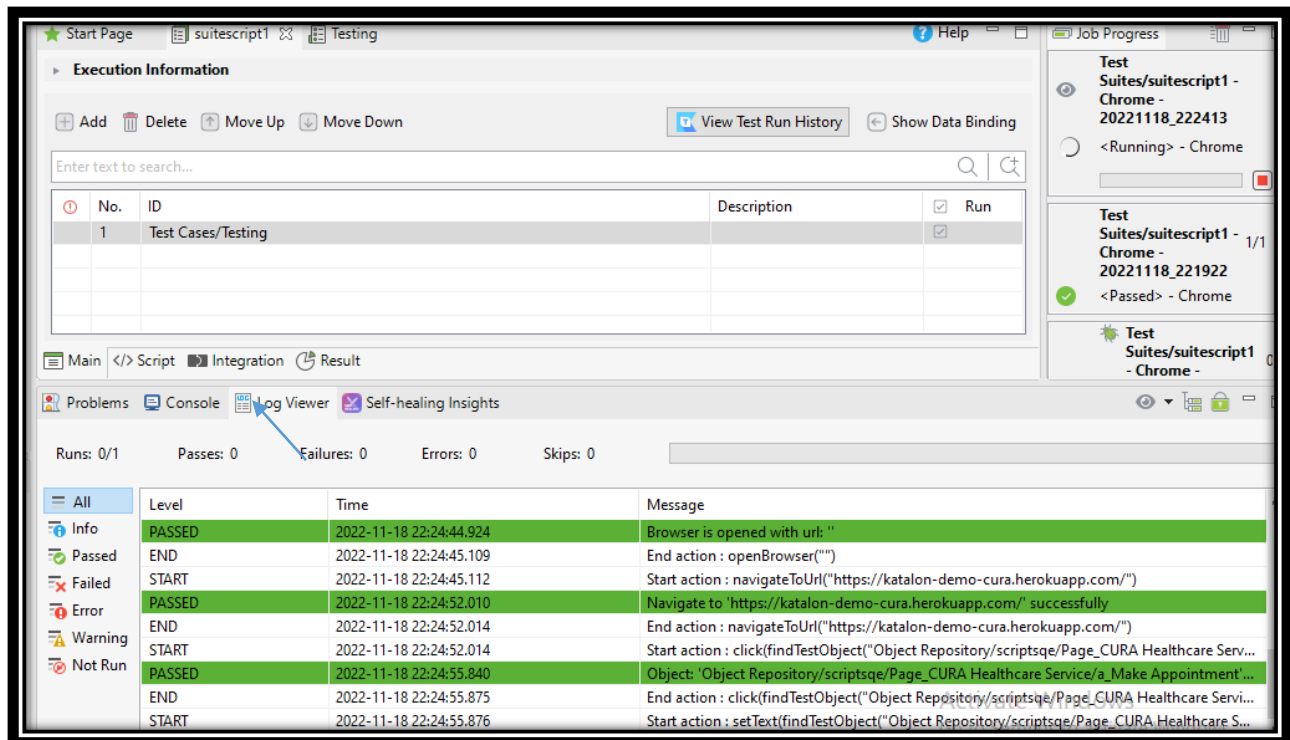 Start Page suitescript1 Testing Help
Execution Information
Add Delete Move Up Move Down View Test Run History Show Data Binding
Enter text to search...
No. ID Description Run
1 Test Cases/Testing
Main </> Script Integration Result
Job Progress
Test
Suites/suitescript1 -
Chrome -
20221118_222413
<Running> - Chrome
Test
Suites/suitescript1 - 1/1
Chrome -
20221118_221922
<Passed> - Chrome
Test
Suites/suitescript1
- Chrome -
Problems Console LOG Log Viewer Self-healing Insights
Runs: 0/1 Passes: 0 Failures: 0 Errors: 0 Skips: 0
All
Info
Passed
Failed
Error
Warning
Not Run
Level Time Message
PASSED 2022-11-18 22:24:44.924 Browser is opened with url: ''
END 2022-11-18 22:24:45.109 End action : openBrowser("")
START 2022-11-18 22:24:45.112 Start action : navigateToUrl("https://katalon-demo-cura.herokuapp.com/")
PASSED 2022-11-18 22:24:52.010 Navigate to 'https://katalon-demo-cura.herokuapp.com/' successfully
END 2022-11-18 22:24:52.014 End action : navigateToUrl("https://katalon-demo-cura.herokuapp.com/")
START 2022-11-18 22:24:52.014 Start action : click(findTestObject("Object Repository/scriptsqe/Page_CURA Healthcare Serv...
PASSED 2022-11-18 22:24:55.840 Object: 'Object Repository/scriptsqe/Page_CURA Healthcare Service/a_Make Appointment'...
END 2022-11-18 22:24:55.875 End action : click(findTestObject("Object Repository/scriptsqe/Page_CURA Healthcare Servi...
START 2022-11-18 22:24:55.876 Start action : setText(findTestObject("Object Repository/scriptsqe/Page_CURA Healthcare S...
Activate Windows